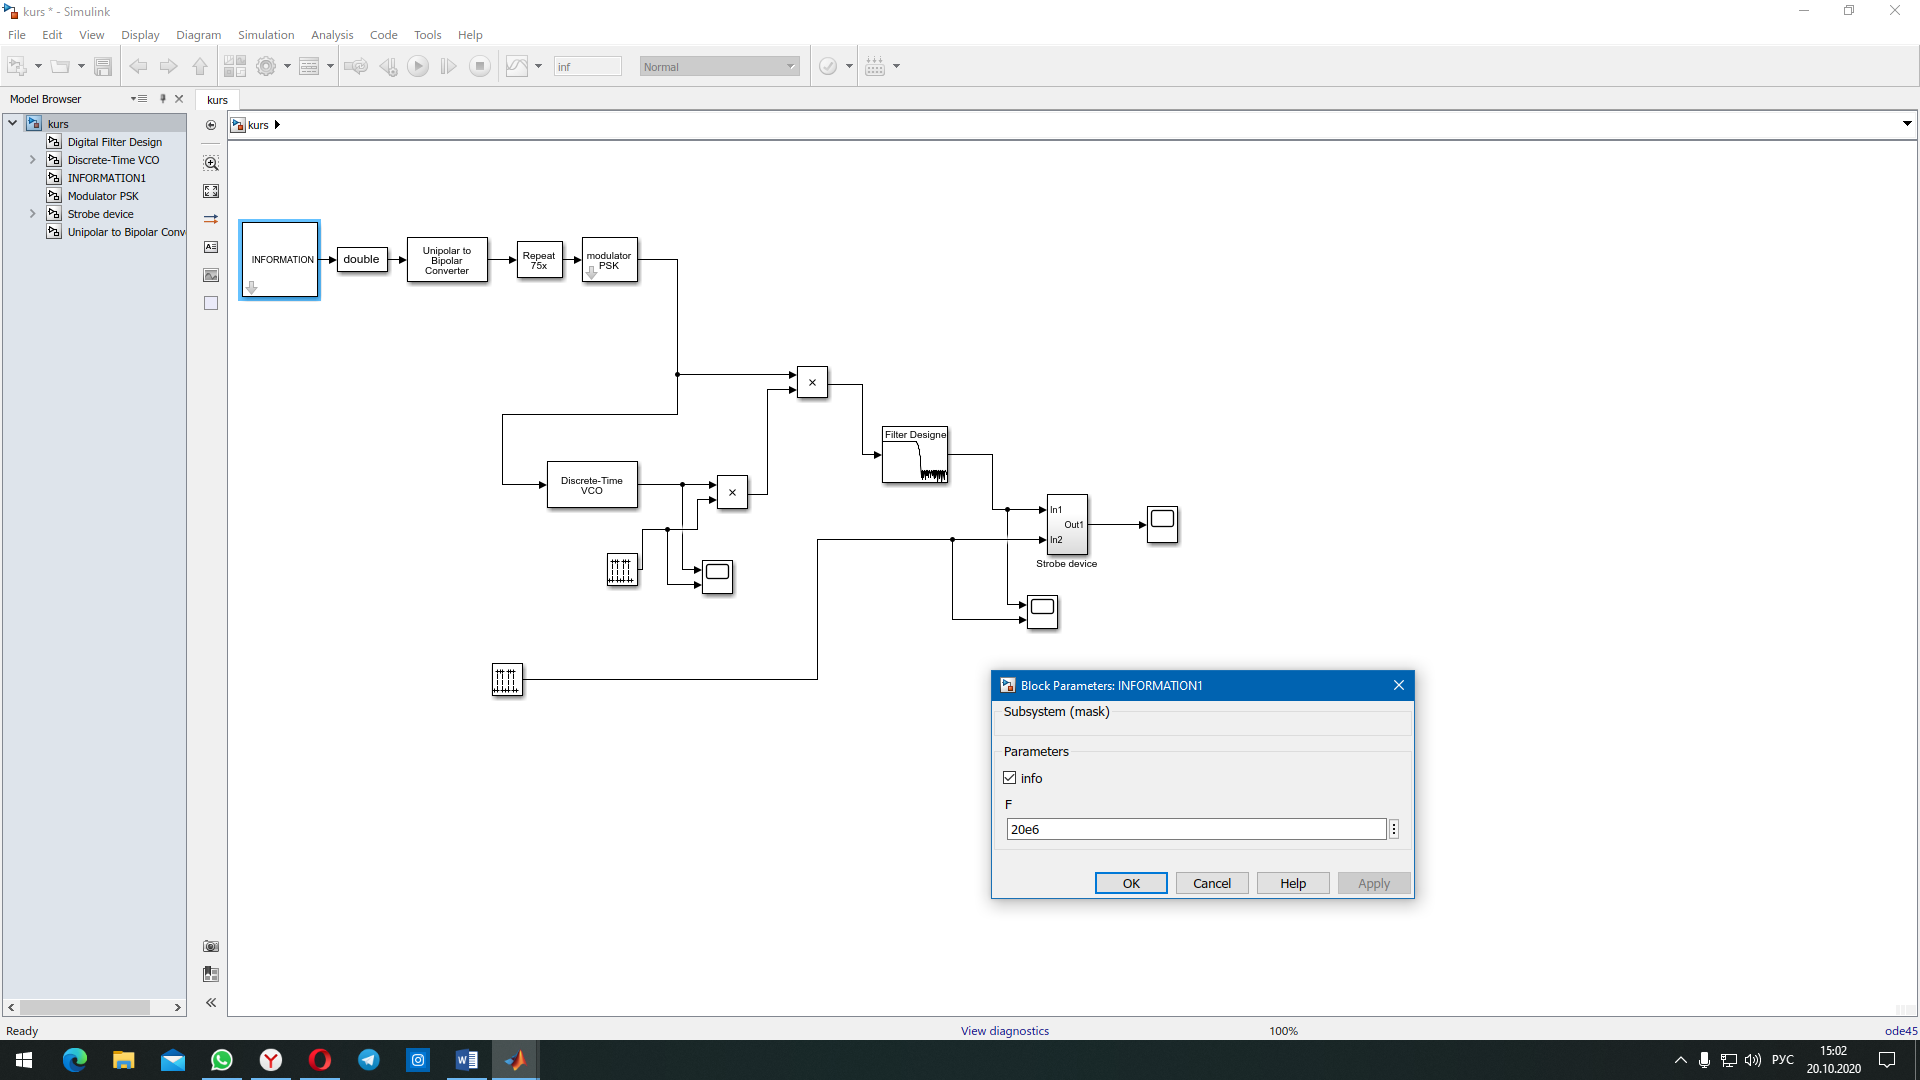 kurs * - Simulink
File Edit View Display Diagram Simulation Analysis Code Tools Help
inf
Normal
Model Browser
kurs
Digital Filter Design
Discrete-Time VCO
INFORMATION1
Modulator PSK
Strobe device
Unipolar to Bipolar Conv
kurs
kurs
INFORMATION
double
Unipolar to
Bipolar
Converter
Repeat
75x
modulator
PSK
×
Filter Designe
Discrete-Time
VCO
×
In1
Out1
In2
Strobe device
Block Parameters: INFORMATION1
Subsystem (mask)
Parameters
info
F
20e6
OK Cancel Help Apply
Ready
View diagnostics
100%
ode45
РУС
15:02
20.10.2020